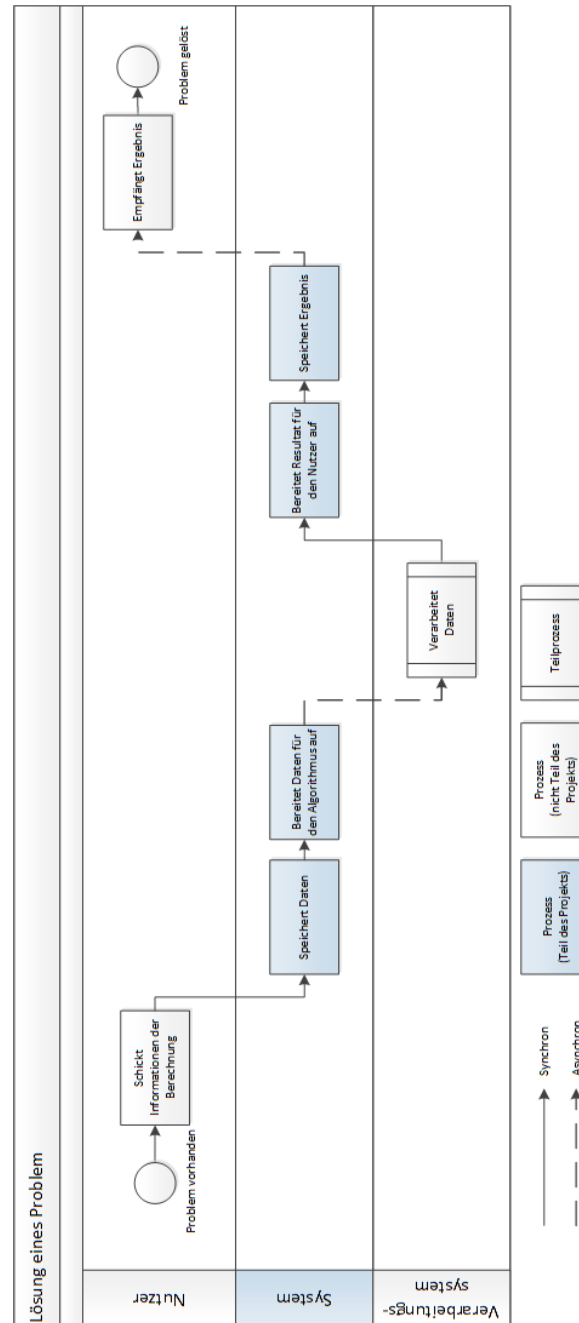 Lösung eines Problem
Nutzer
Problem vorhanden
Schickt
Informationen der
Berechnung
Empfängt Ergebnis
Problem gelöst
System
Speichert Daten
Bereitet Daten für
den Algorithmus auf
Bereitet Resultat für
den Nutzer auf
Speichert Ergebnis
Verarbeitungs-
system
Verarbeitet
Daten
Synchron
Asynchron
Prozess
(Teil des Projekts)
Prozess
(nicht Teil des
Projekts)
Teilprozess